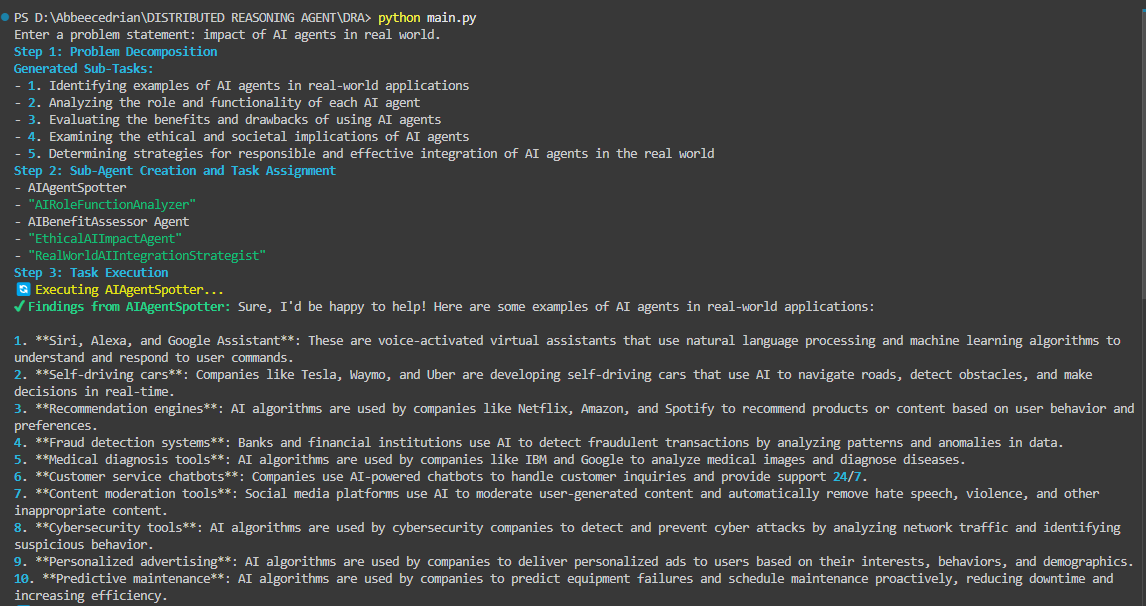 PS D:\Abbeecedrian\DISTRIBUTED REASONING AGENT\DRA> python main.py
Enter a problem statement: impact of AI agents in real world.
Step 1: Problem Decomposition
Generated Sub-Tasks:
- 1. Identifying examples of AI agents in real-world applications
- 2. Analyzing the role and functionality of each AI agent
- 3. Evaluating the benefits and drawbacks of using AI agents
- 4. Examining the ethical and societal implications of AI agents
- 5. Determining strategies for responsible and effective integration of AI agents in the real world
Step 2: Sub-Agent Creation and Task Assignment
- AIAgentSpotter
- "AIRoleFunctionAnalyzer"
- AIBenefitAssessor Agent
- "EthicalAIImpactAgent"
- "RealWorldAIIntegrationStrategist"
Step 3: Task Execution
🔄 Executing AIAgentSpotter...
✔Findings from AIAgentSpotter: Sure, I'd be happy to help! Here are some examples of AI agents in real-world applications:
1. **Siri, Alexa, and Google Assistant**: These are voice-activated virtual assistants that use natural language processing and machine learning algorithms to
understand and respond to user commands.
2. **Self-driving cars**: Companies like Tesla, Waymo, and Uber are developing self-driving cars that use AI to navigate roads, detect obstacles, and make
decisions in real-time.
3. **Recommendation engines**: AI algorithms are used by companies like Netflix, Amazon, and Spotify to recommend products or content based on user behavior and
preferences.
4. **Fraud detection systems**: Banks and financial institutions use AI to detect fraudulent transactions by analyzing patterns and anomalies in data.
5. **Medical diagnosis tools**: AI algorithms are used by companies like IBM and Google to analyze medical images and diagnose diseases.
6. **Customer service chatbots**: Companies use AI-powered chatbots to handle customer inquiries and provide support 24/7.
7. **Content moderation tools**: Social media platforms use AI to moderate user-generated content and automatically remove hate speech, violence, and other
inappropriate content.
8. **Cybersecurity tools**: AI algorithms are used by cybersecurity companies to detect and prevent cyber attacks by analyzing network traffic and identifying
suspicious behavior.
9. **Personalized advertising**: AI algorithms are used by companies to deliver personalized ads to users based on their interests, behaviors, and demographics.
10. **Predictive maintenance**: AI algorithms are used by companies to predict equipment failures and schedule maintenance proactively, reducing downtime and
increasing efficiency.